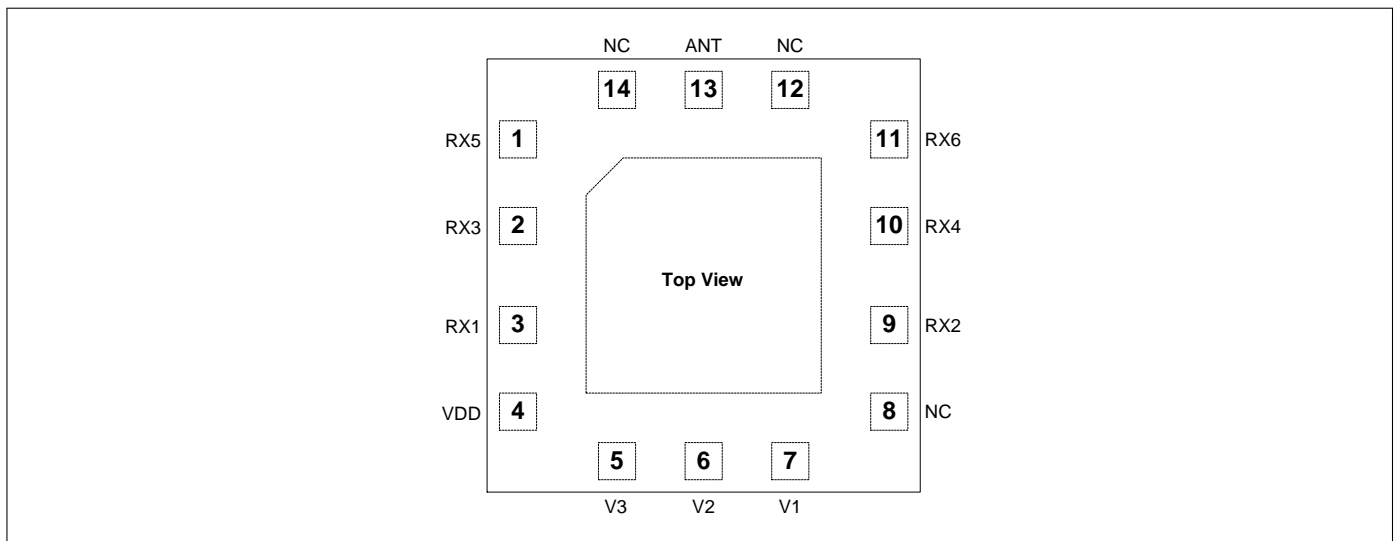 NC ANT NC
14 13 12
RX5 1 11 RX6
RX3 2 10 RX4
Top View
RX1 3 9 RX2
VDD 4 8 NC
5 6 7
V3 V2 V1